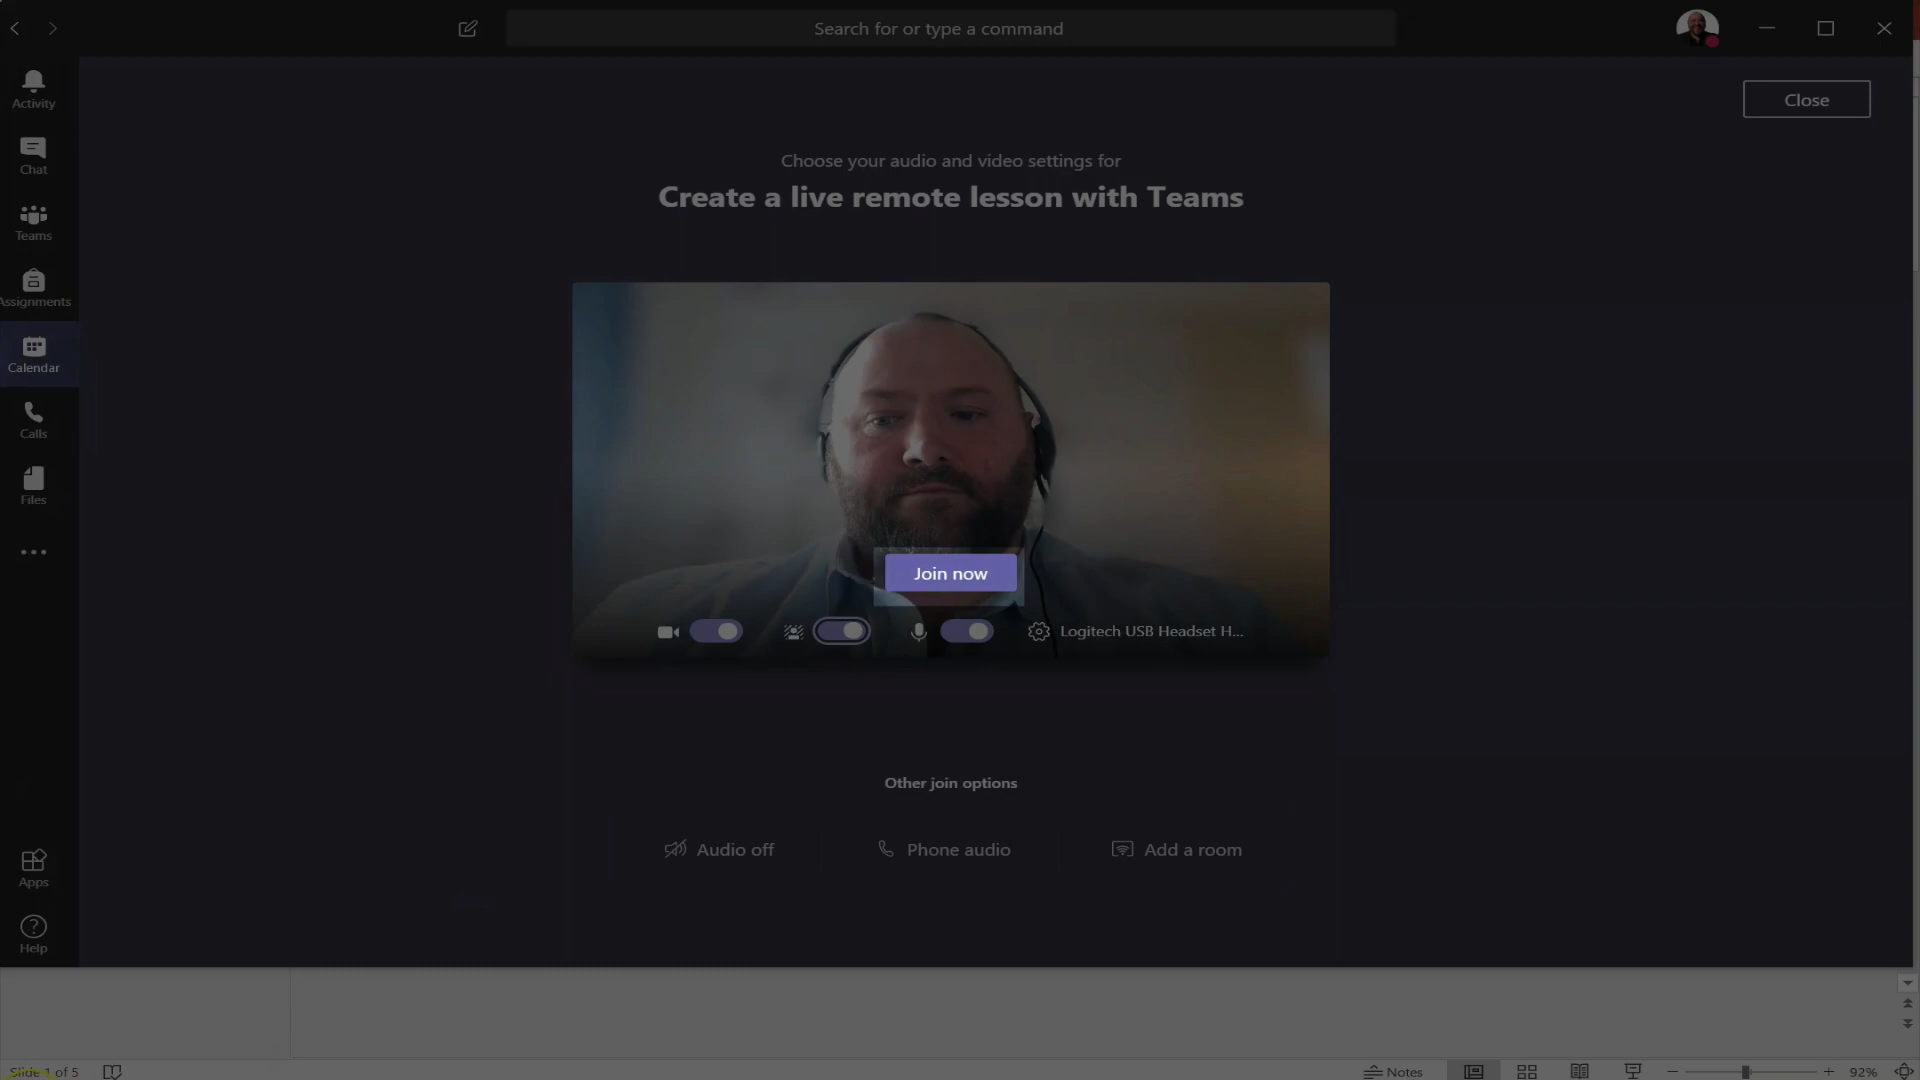 Search for or type a command
Activity
Chat
Teams
Assignments
Calendar
Calls
Files
Apps
Help
Close
Choose your audio and video settings for
Create a live remote lesson with Teams
Join now
Logitech USB Headset H...
Other join options
Audio off
Phone audio
Add a room
Slide 1 of 5
Notes
92%